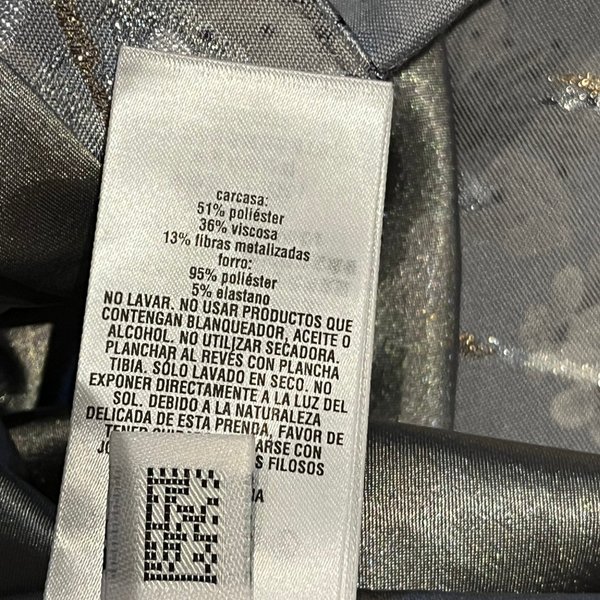 carcasa:
51% poliéster
36% viscosa
13% fibras metalizadas
forro:
95% poliéster
5% elastano
NO LAVAR. NO USAR PRODUCTOS QUE
CONTENGAN BLANQUEADOR, ACEITE O
ALCOHOL. NO UTILIZAR SECADORA.
PLANCHAR AL REVÉS CON PLANCHA
TIBIA. SÓLO LAVADO EN SECO. NO
EXPONER DIRECTAMENTE A LA LUZ DEL
SOL. DEBIDO A LA NATURALEZA
DELICADA DE ESTA PRENDA, FAVOR DE
FILOSOS